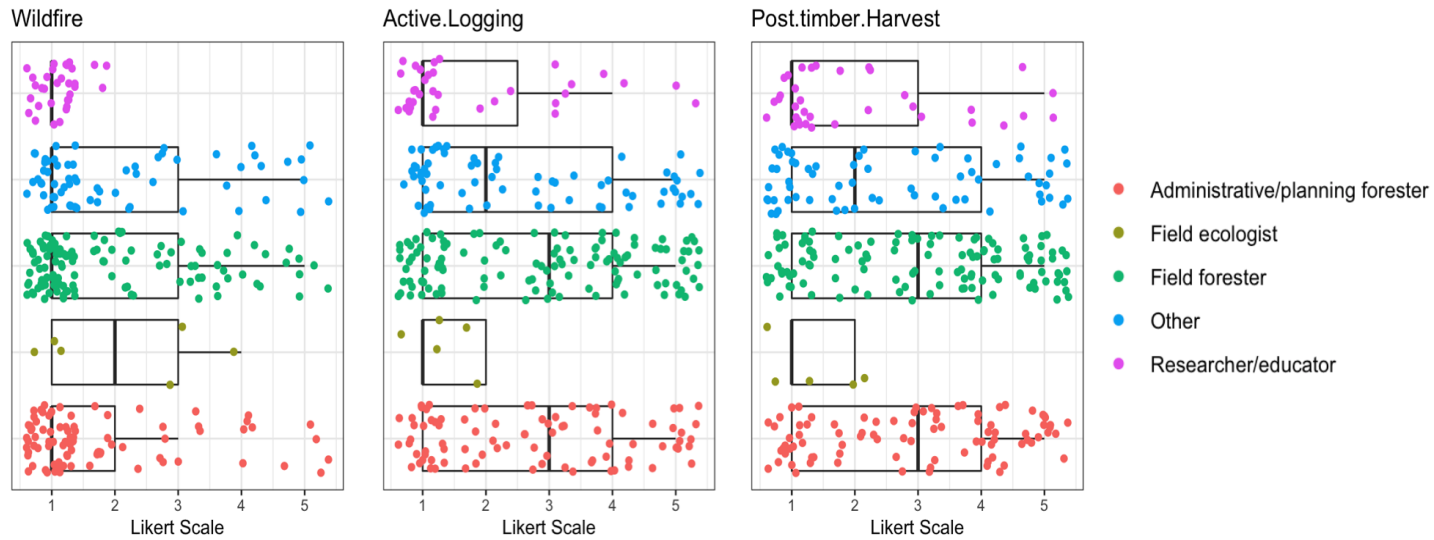 Wildfire
Active.Logging
Post.timber.Harvest
1 2 3 4 5
1 2 3 4 5
1 2 3 4 5
Likert Scale
Likert Scale
Likert Scale
Administrative/planning forester
Field ecologist
Field forester
Other
Researcher/educator